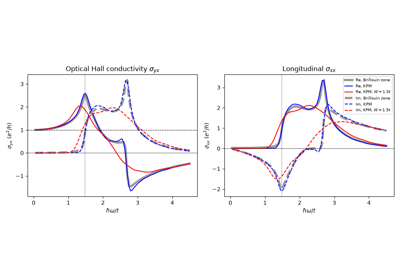 Optical Hall conductivity σyx
σyx (e²/h)
3
2
1
0
−1
0
1
2
3
4
ħω/t
Longitudinal σxx
σxx (e²/h)
2
1
0
−1
−2
−3
0
1
2
3
4
ħω/t
Re, Brillouin zone
Re, KPM
Re, KPM, W = 1.5t
Im, Brillouin zone
Im, KPM
Im, KPM, W = 1.5t